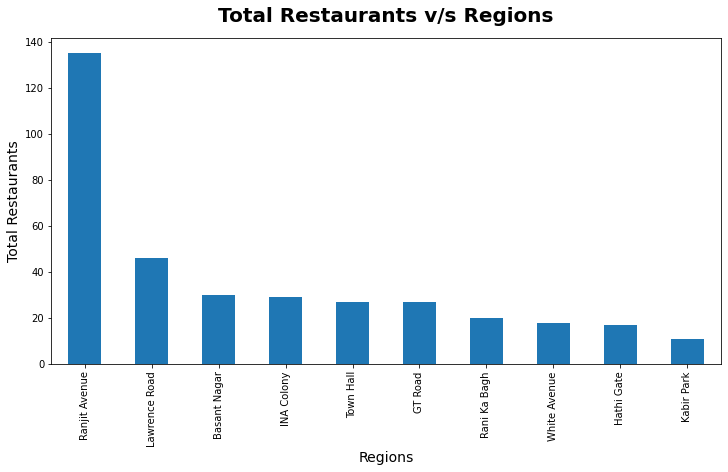 Total Restaurants v/s Regions
Total Restaurants
140
120
100
80
60
40
20
0
Ranjit Avenue
Lawrence Road
Basant Nagar
INA Colony
Town Hall
GT Road
Rani Ka Bagh
White Avenue
Hathi Gate
Kabir Park
Regions